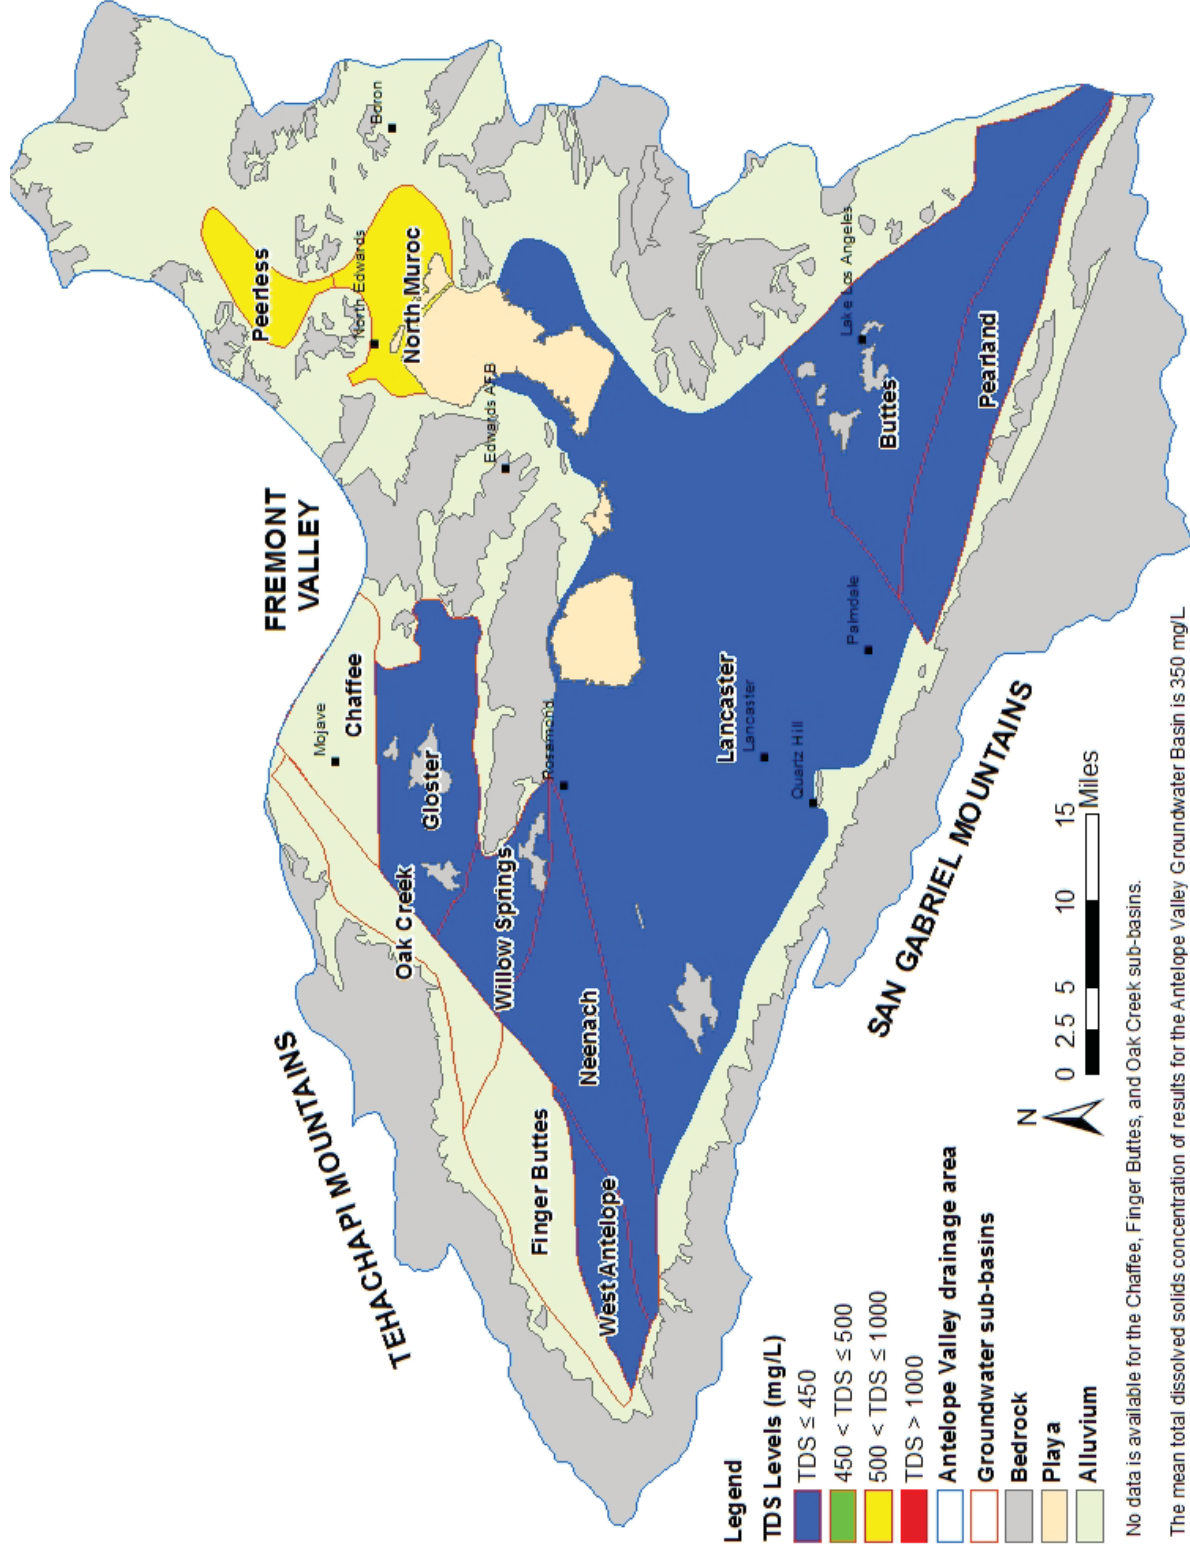 FREMONT
VALLEY
TEHACHAPI MOUNTAINS
SAN GABRIEL MOUNTAINS
Peerless
North Edwards
Boron
North Muroc
Edwards AFB
Mojave
Chaffee
Gloster
Oak Creek
Willow Springs
Rosamond
Finger Buttes
West Antelope
Neenach
Lancaster
Lancaster
Quartz Hill
Palmdale
Lake Los Angeles
Buttes
Pearland
Legend
TDS Levels (mg/L)
TDS ≤ 450
450 < TDS ≤ 500
500 < TDS ≤ 1000
TDS > 1000
Antelope Valley drainage area
Groundwater sub-basins
Bedrock
Playa
Alluvium
N
0 2.5 5 10 15
Miles
No data is available for the Chaffee, Finger Buttes, and Oak Creek sub-basins.
The mean total dissolved solids concentration of results for the Antelope Valley Groundwater Basin is 350 mg/L.